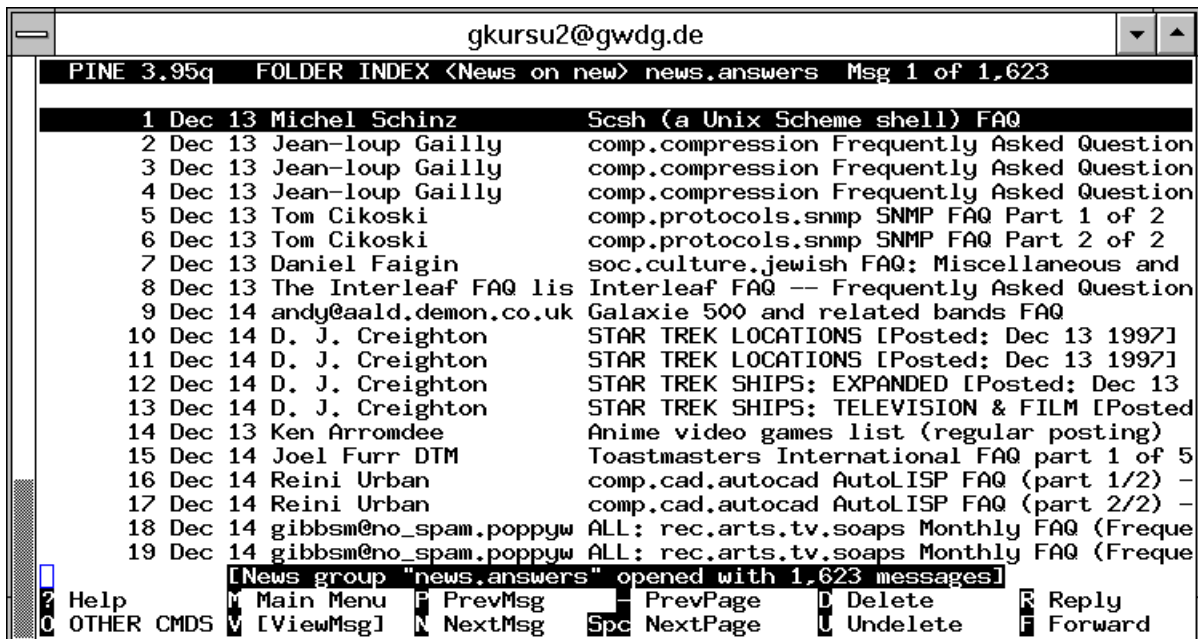 gkursu2@gwdg.de
PINE 3.95q FOLDER INDEX <News on new> news.answers Msg 1 of 1,623
1 Dec 13 Michel Schinz Scsh (a Unix Scheme shell) FAQ
2 Dec 13 Jean-loup Gailly comp.compression Frequently Asked Question
3 Dec 13 Jean-loup Gailly comp.compression Frequently Asked Question
4 Dec 13 Jean-loup Gailly comp.compression Frequently Asked Question
5 Dec 13 Tom Cikoski comp.protocols.snmp SNMP FAQ Part 1 of 2
6 Dec 13 Tom Cikoski comp.protocols.snmp SNMP FAQ Part 2 of 2
7 Dec 13 Daniel Faigin soc.culture.jewish FAQ: Miscellaneous and
8 Dec 13 The Interleaf FAQ lis Interleaf FAQ -- Frequently Asked Question
9 Dec 14 andy@aald.demon.co.uk Galaxie 500 and related bands FAQ
10 Dec 14 D. J. Creighton STAR TREK LOCATIONS [Posted: Dec 13 1997]
11 Dec 14 D. J. Creighton STAR TREK LOCATIONS [Posted: Dec 13 1997]
12 Dec 14 D. J. Creighton STAR TREK SHIPS: EXPANDED [Posted: Dec 13
13 Dec 14 D. J. Creighton STAR TREK SHIPS: TELEVISION & FILM [Posted
14 Dec 13 Ken Arromdee Anime video games list (regular posting)
15 Dec 14 Joel Furr DTM Toastmasters International FAQ part 1 of 5
16 Dec 14 Reini Urban comp.cad.autocad AutoLISP FAQ (part 1/2) -
17 Dec 14 Reini Urban comp.cad.autocad AutoLISP FAQ (part 2/2) -
18 Dec 14 gibbsm@no_spam.poppyw ALL: rec.arts.tv.soaps Monthly FAQ (Freque
19 Dec 14 gibbsm@no_spam.poppyw ALL: rec.arts.tv.soaps Monthly FAQ (Freque
[News group "news.answers" opened with 1,623 messages]
? Help M Main Menu P PrevMsg - PrevPage D Delete R Reply
O OTHER CMDS V [ViewMsg] N NextMsg Spc NextPage U Undelete F Forward